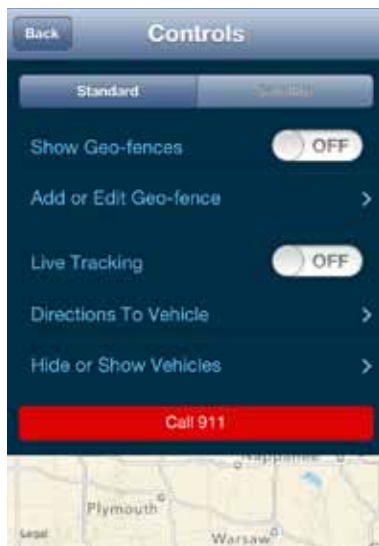 Back
Controls
Standard
Show Geo-fences
OFF
Add or Edit Geo-fence
Live Tracking
OFF
Directions To Vehicle
Hide or Show Vehicles
Call 911
Nappanee
Plymouth
Legal
Warsaw